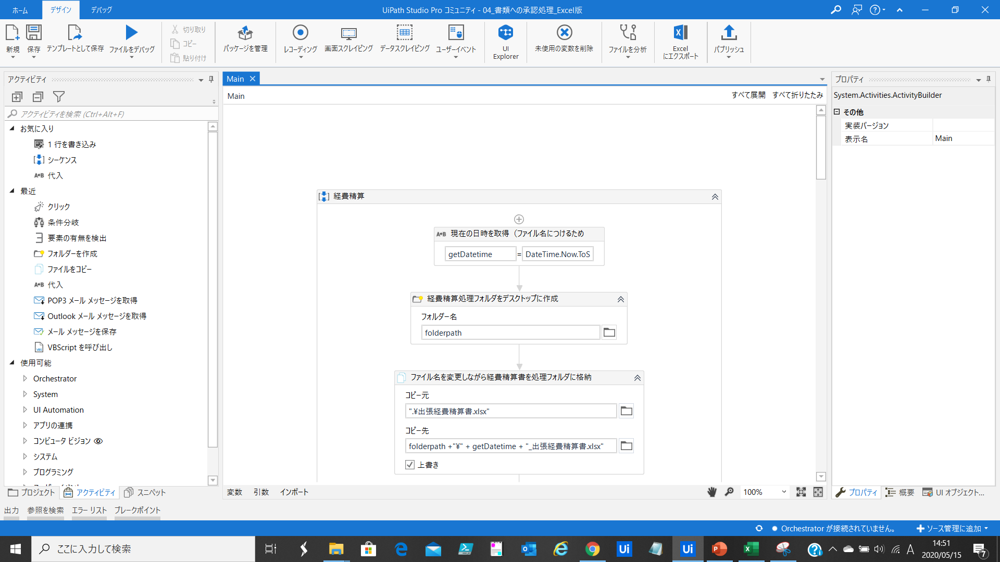 ホーム
デザイン
デバッグ
UiPath Studio Pro コミュニティ - 04_書類への承認処理_Excel版
新規
保存
テンプレートとして保存
ファイルをデバッグ
切り取り
コピー
貼り付け
パッケージを管理
レコーディング
画面スクレイピング
データスクレイピング
ユーザーイベント
UI
Explorer
未使用の変数を削除
ファイルを分析
Excel
にエクスポート
パブリッシュ
アクティビティ
アクティビティを検索 (Ctrl+Alt+F)
お気に入り
1 行を書き込み
シーケンス
A←B 代入
最近
クリック
条件分岐
要素の有無を検出
フォルダーを作成
ファイルをコピー
A←B 代入
POP3 メール メッセージを取得
Outlook メール メッセージを取得
メール メッセージを保存
VBScript を呼び出し
使用可能
Orchestrator
System
UI Automation
アプリの連携
コンピュータ ビジョン
システム
プログラミング
プロジェクト
アクティビティ
スニペット
Main
Main
すべて展開 すべて折りたたみ
経費精算
A←B 現在の日時を取得（ファイル名につけるため
getDatetime = DateTime.Now.ToS
経費精算処理フォルダをデスクトップに作成
フォルダー名
folderpath
ファイル名を変更しながら経費精算書を処理フォルダに格納
コピー元
".¥出張経費精算書.xlsx"
コピー先
folderpath +"¥" + getDatetime + "_出張経費精算書.xlsx"
上書き
変数 引数 インポート
100%
プロパティ
System.Activities.ActivityBuilder
その他
実装バージョン
表示名 Main
プロパティ
概要
UI オブジェクト...
出力 参照を検索 エラー リスト ブレークポイント
Orchestrator が接続されていません。
ソース管理に追加
ここに入力して検索
A
14:51
2020/05/15
7